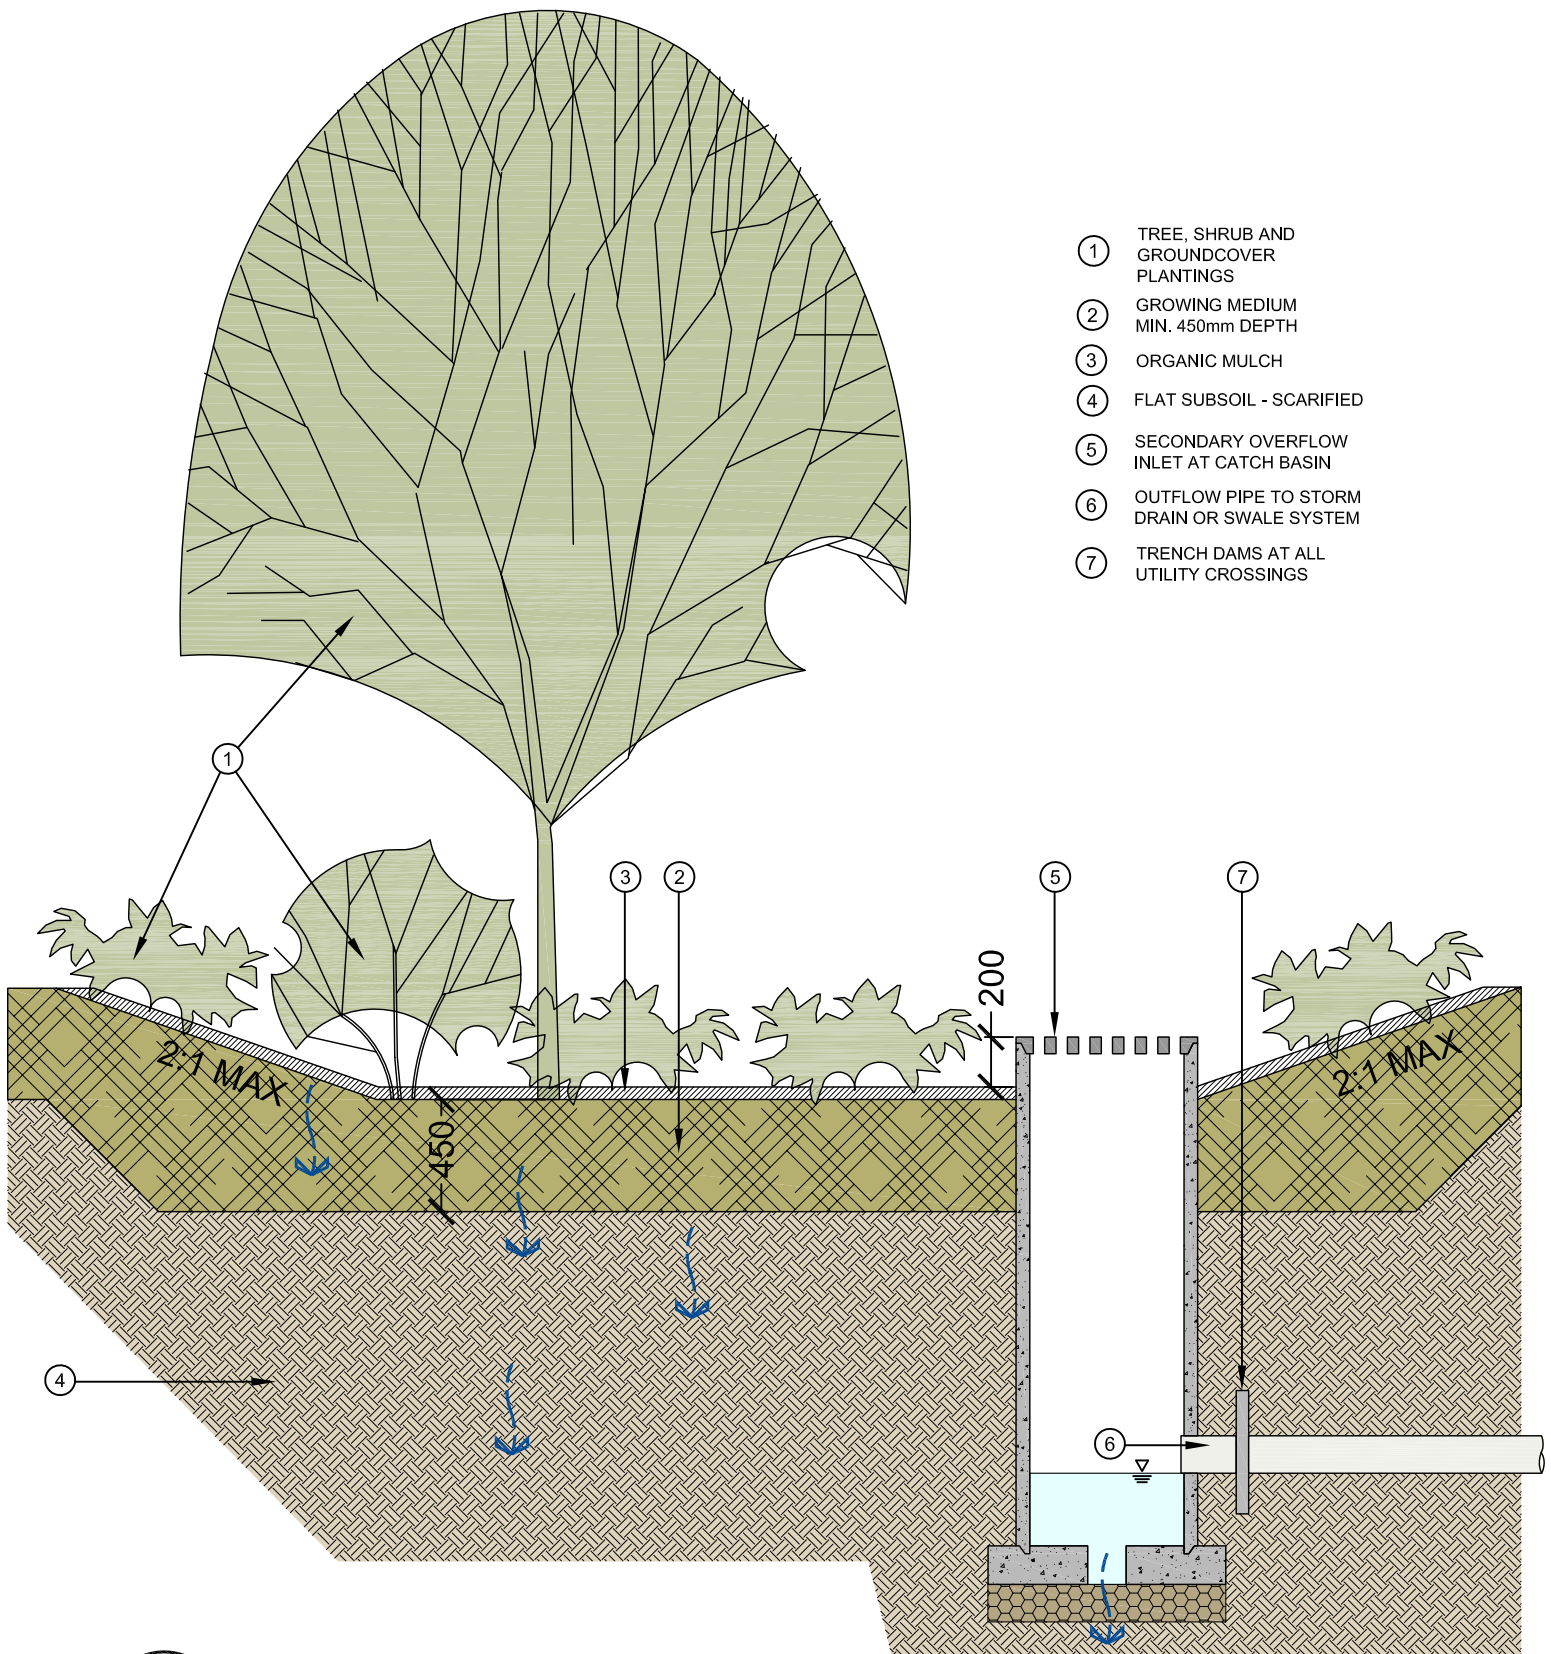 1 TREE, SHRUB AND
GROUNDCOVER
PLANTINGS
2 GROWING MEDIUM
MIN. 450mm DEPTH
3 ORGANIC MULCH
4 FLAT SUBSOIL - SCARIFIED
5 SECONDARY OVERFLOW
INLET AT CATCH BASIN
6 OUTFLOW PIPE TO STORM
DRAIN OR SWALE SYSTEM
7 TRENCH DAMS AT ALL
UTILITY CROSSINGS
1
3
2
5
7
200
2:1 MAX
2:1 MAX
450
4
6